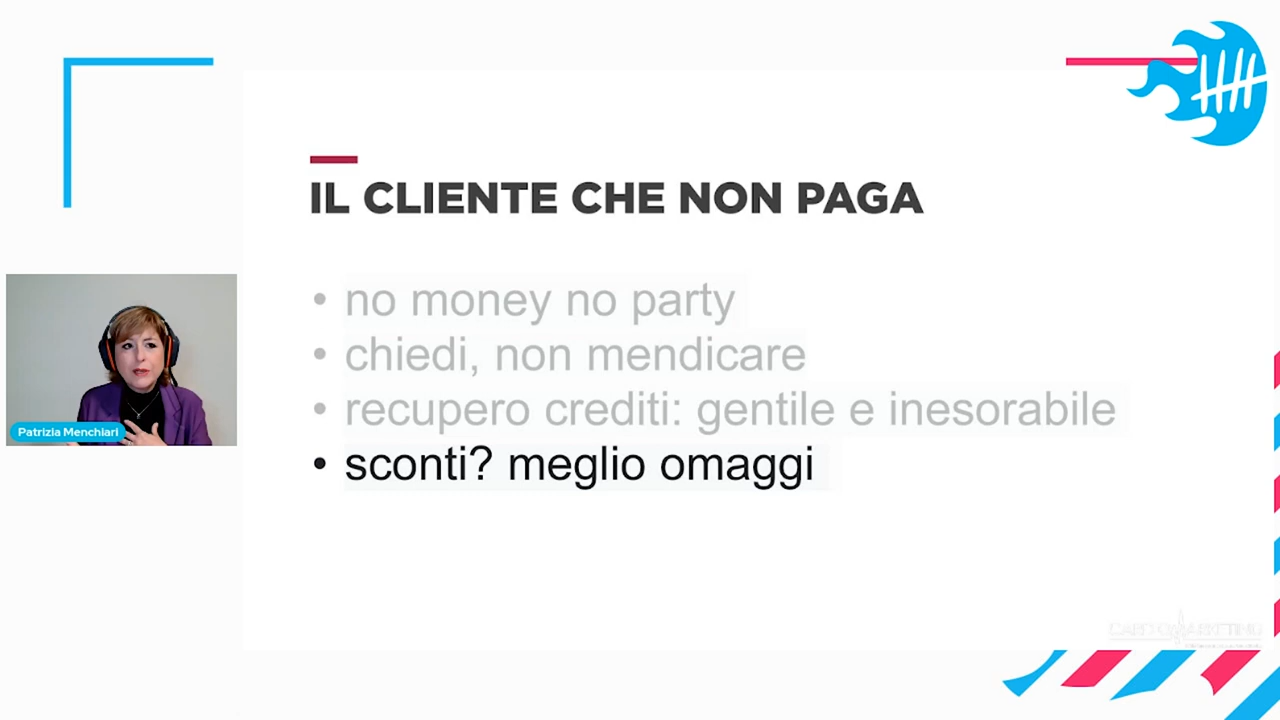 IL CLIENTE CHE NON PAGA
• no money no party
• chiedi, non mendicare
• recupero crediti: gentile e inesorabile
• sconti? meglio omaggi
Patrizia Menchiari